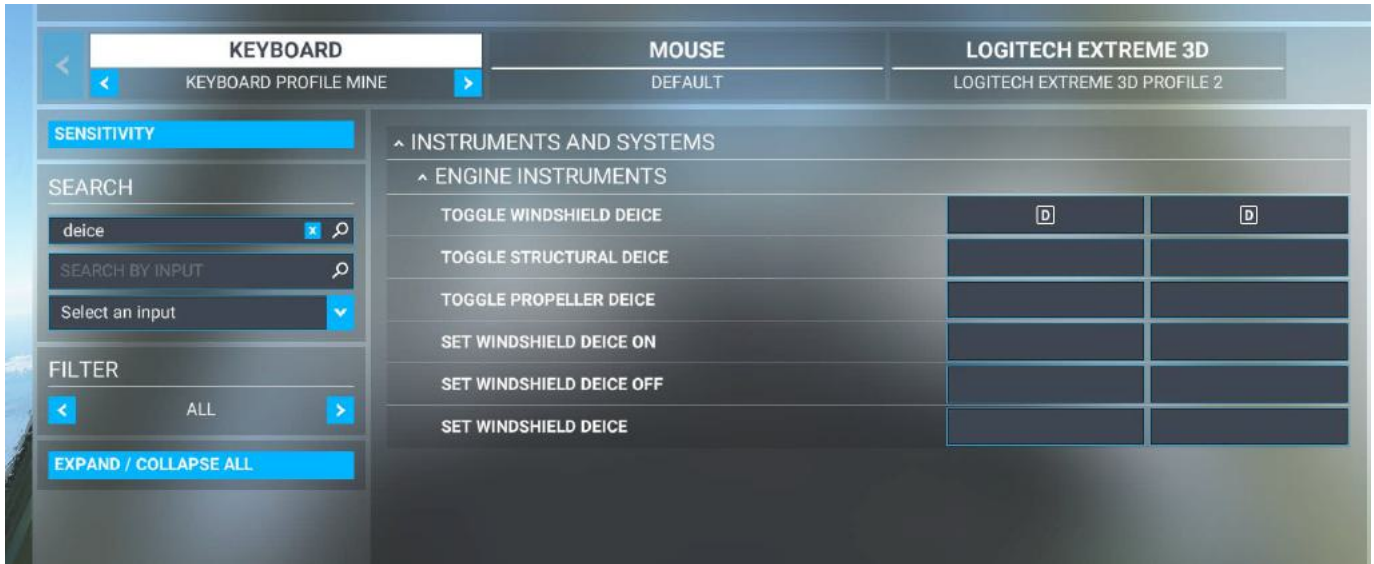 KEYBOARD
KEYBOARD PROFILE MINE
MOUSE
DEFAULT
LOGITECH EXTREME 3D
LOGITECH EXTREME 3D PROFILE 2
SENSITIVITY
SEARCH
deice
SEARCH BY INPUT
Select an input
FILTER
ALL
EXPAND / COLLAPSE ALL
INSTRUMENTS AND SYSTEMS
ENGINE INSTRUMENTS
TOGGLE WINDSHIELD DEICE D D
TOGGLE STRUCTURAL DEICE
TOGGLE PROPELLER DEICE
SET WINDSHIELD DEICE ON
SET WINDSHIELD DEICE OFF
SET WINDSHIELD DEICE